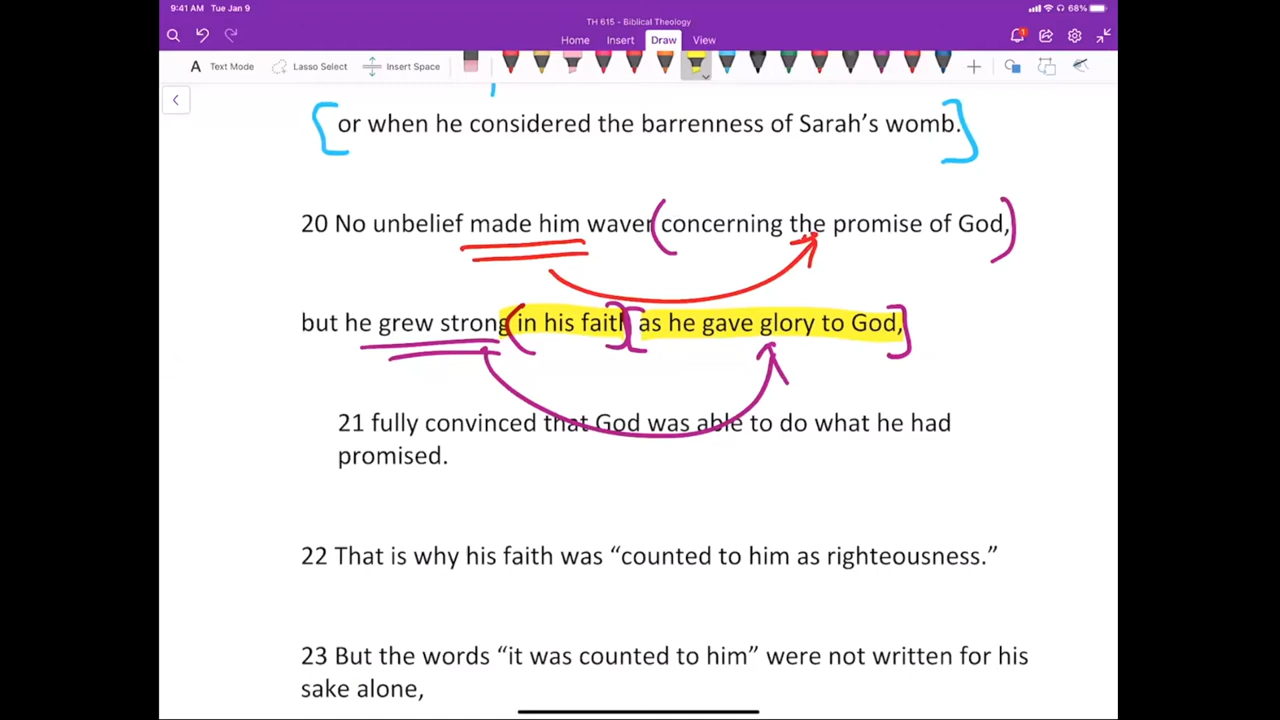 9:41 AM Tue Jan 9
68%
TH 615 - Biblical Theology
Home Insert Draw View
1
A Text Mode Lasso Select Insert Space
or when he considered the barrenness of Sarah’s womb.
20 No unbelief made him waver concerning the promise of God,
but he grew strong in his faith as he gave glory to God,
21 fully convinced that God was able to do what he had
promised.
22 That is why his faith was “counted to him as righteousness.”
23 But the words “it was counted to him” were not written for his
sake alone,